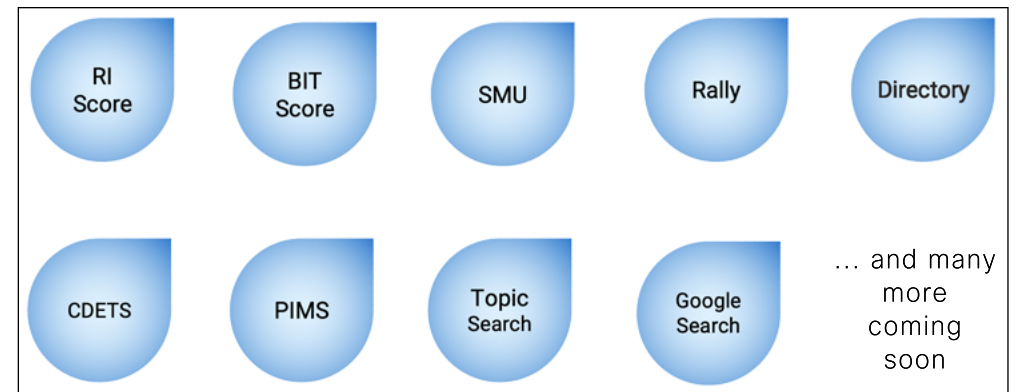 RI
Score
BIT
Score
SMU
Rally
Directory
CDETS
PIMS
Topic
Search
Google
Search
... and many
more
coming
soon